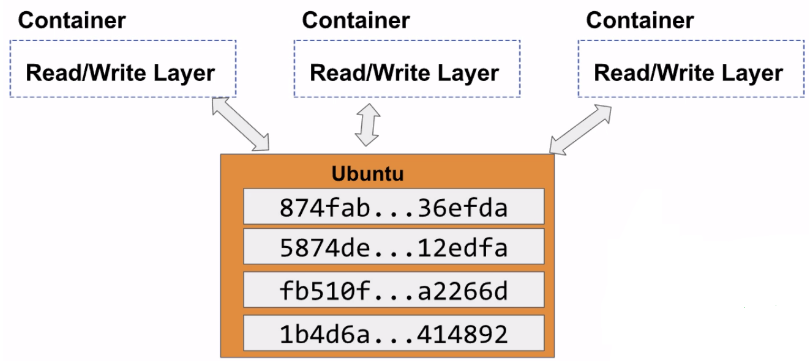 Container Container Container
Read/Write Layer Read/Write Layer Read/Write Layer
Ubuntu
874fab...36efda
5874de...12edfa
fb510f...a2266d
1b4d6a...414892